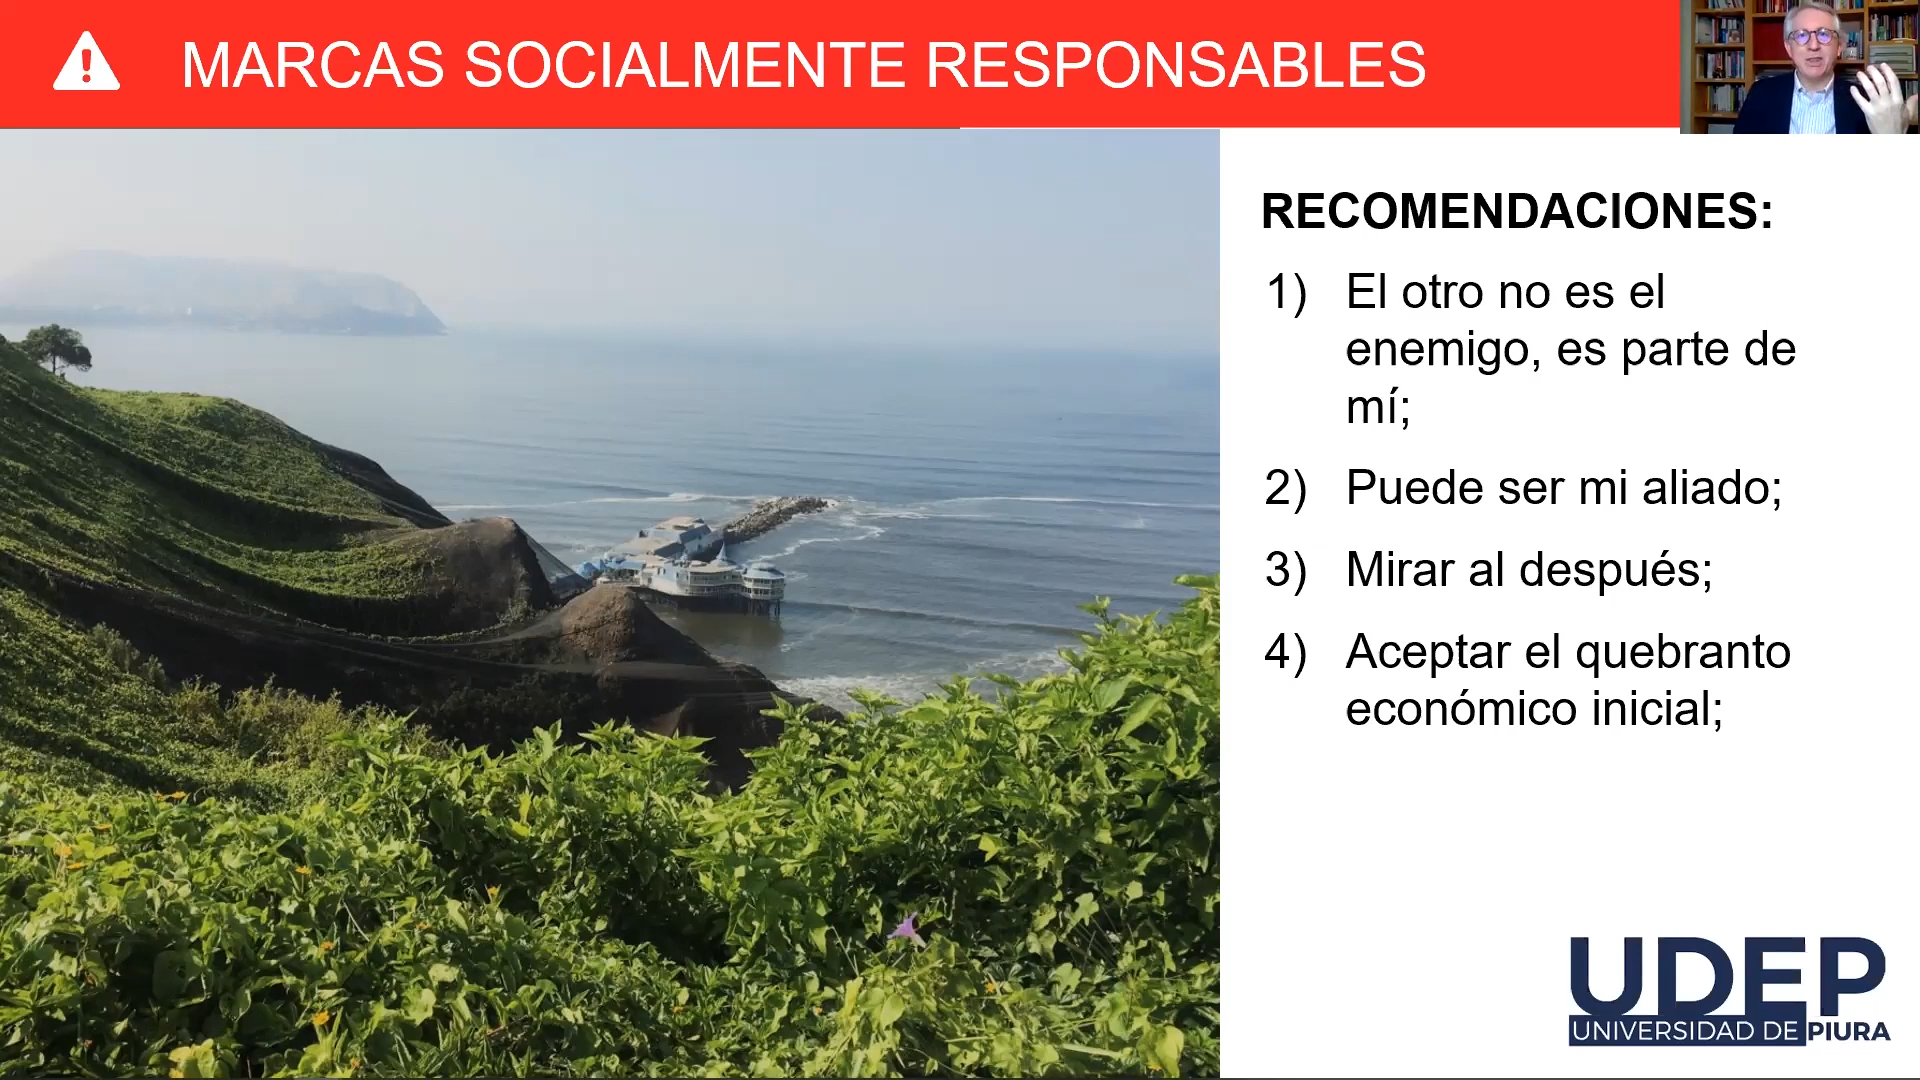 MARCAS SOCIALMENTE RESPONSABLES
RECOMENDACIONES:
1) El otro no es el
enemigo, es parte de
mí;
2) Puede ser mi aliado;
3) Mirar al después;
4) Aceptar el quebranto
económico inicial;
UDEP
UNIVERSIDAD DE PIURA